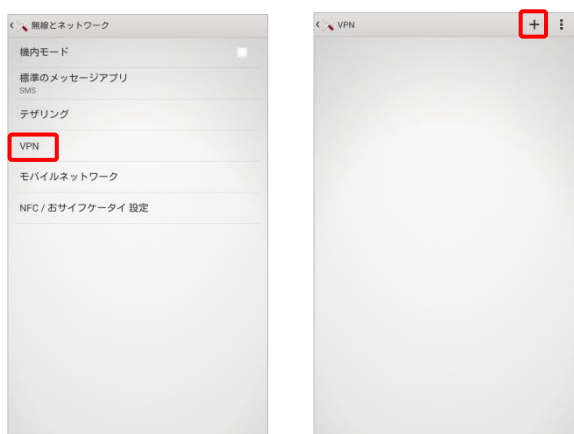 無線とネットワーク
機内モード
標準のメッセージアプリ
SMS
テザリング
VPN
モバイルネットワーク
NFC / おサイフケータイ 設定
VPN